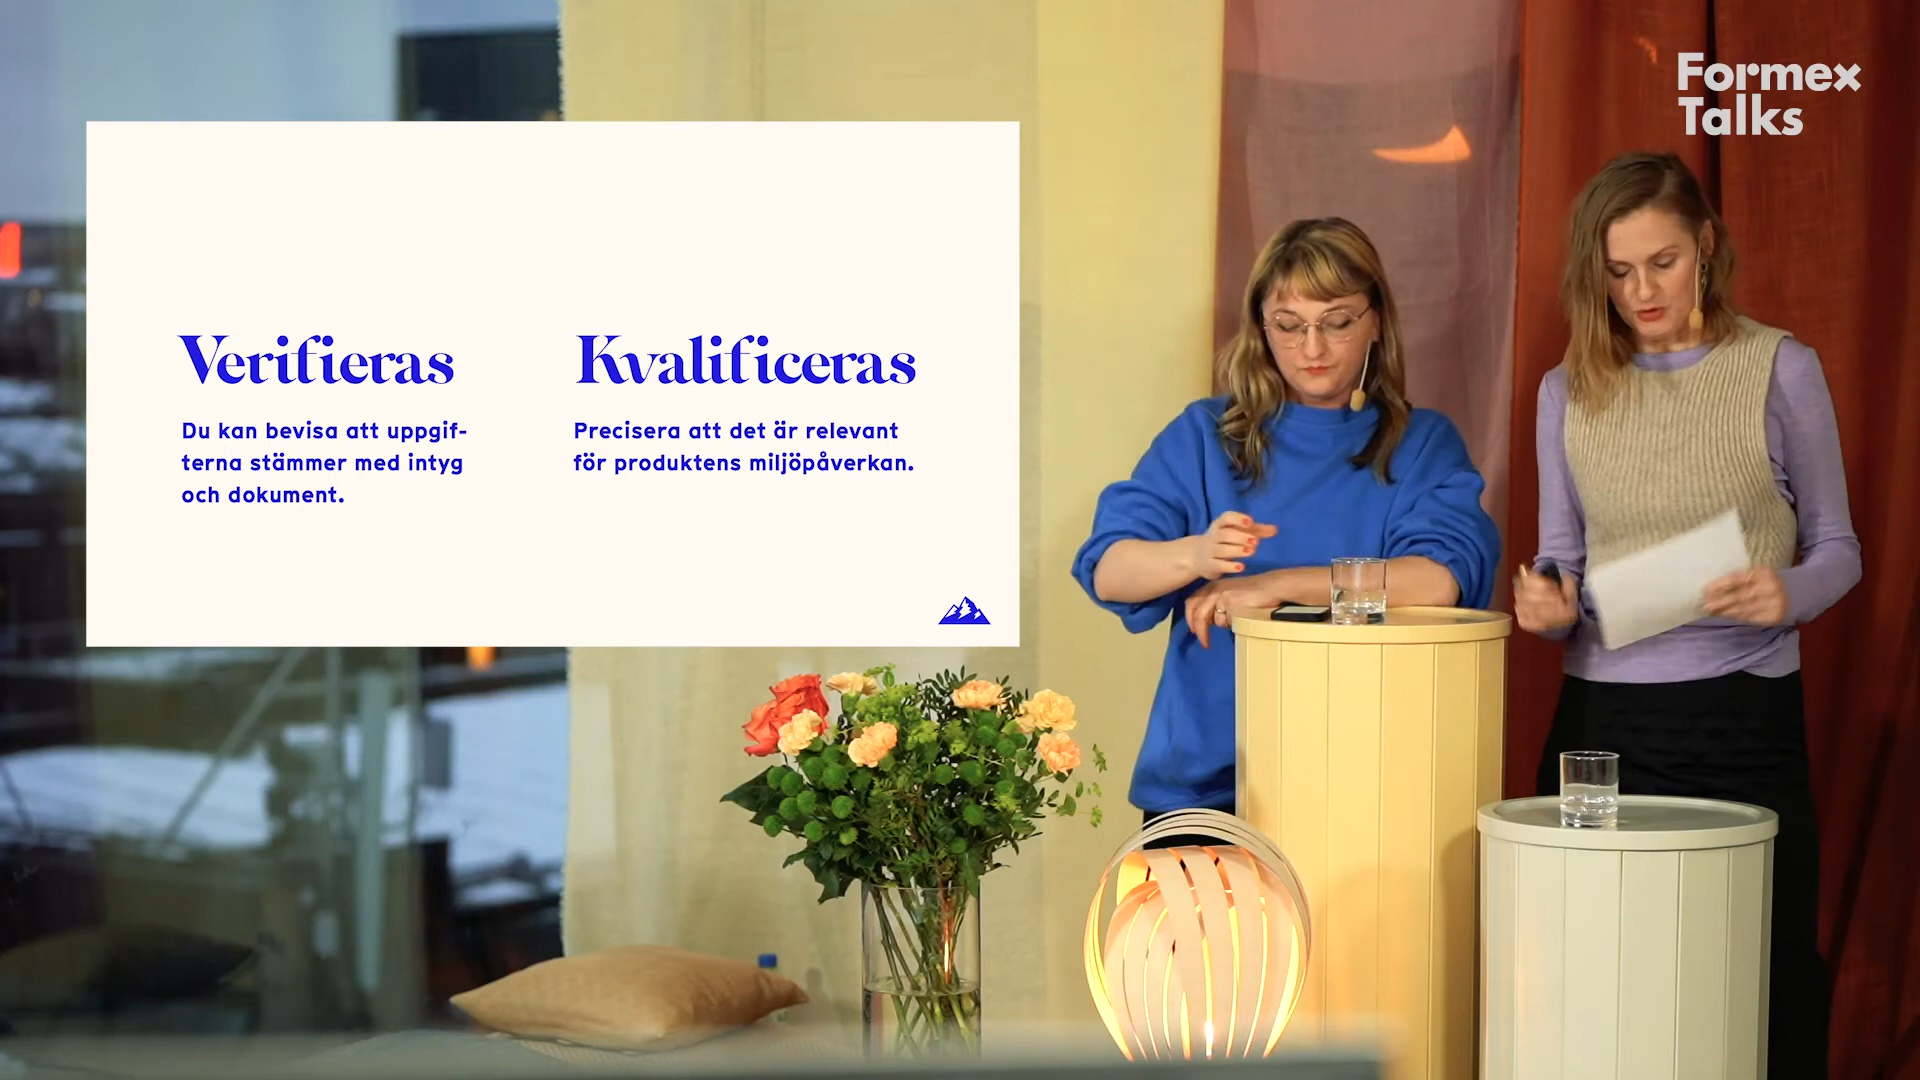 Formex
Talks
Verifieras
Du kan bevisa att uppgif-
terna stämmer med intyg
och dokument.
Kvalificeras
Precisera att det är relevant
för produktens miljöpåverkan.